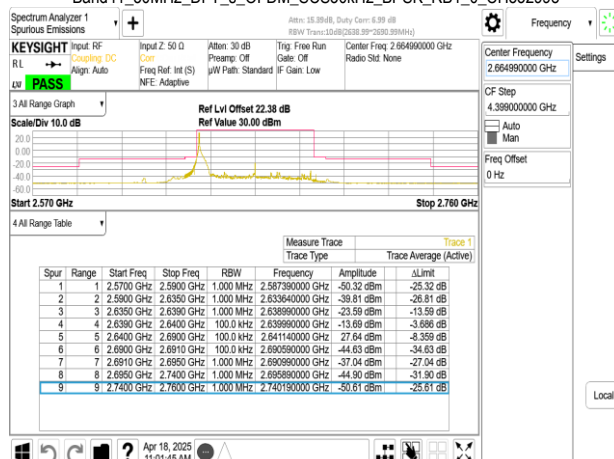 Spectrum Analyzer 1
Spurious Emissions
Attn: 15.39dB, Duty Corr: 6.99 dB
RBW Trans:10dB(2638.99~2690.99MHz)
Frequency
Settings
KEYSIGHT
Input: RF
Coupling: DC
Align: Auto
Input Z: 50 Ω
Corr
Freq Ref: Int (S)
NFE: Adaptive
Atten: 30 dB
Preamp: Off
µW Path: Standard
Trig: Free Run
Gate: Off
IF Gain: Low
Center Freq: 2.664990000 GHz
Radio Std: None
RL
PASS
Center Frequency
2.664990000 GHz
CF Step
4.399000000 GHz
Auto
Man
Freq Offset
0 Hz
3 All Range Graph
Scale/Div 10.0 dB
Ref Lvl Offset 22.38 dB
Ref Value 30.00 dBm
20.0
0.00
-20.0
-40.0
-60.0
Start 2.570 GHz
Stop 2.760 GHz
4 All Range Table
Measure Trace Trace 1
Trace Type Trace Average (Active)
Spur Range Start Freq Stop Freq RBW Frequency Amplitude ΔLimit
1 1 2.5700 GHz 2.5900 GHz 1.000 MHz 2.587390000 GHz -50.32 dBm -25.32 dB
2 2 2.5900 GHz 2.6350 GHz 1.000 MHz 2.633640000 GHz -39.81 dBm -26.81 dB
3 3 2.6350 GHz 2.6390 GHz 1.000 MHz 2.638990000 GHz -23.59 dBm -13.59 dB
4 4 2.6390 GHz 2.6400 GHz 100.0 kHz 2.639990000 GHz -13.69 dBm -3.686 dB
5 5 2.6400 GHz 2.6900 GHz 100.0 kHz 2.641140000 GHz 27.64 dBm -8.359 dB
6 6 2.6900 GHz 2.6910 GHz 100.0 kHz 2.690590000 GHz -44.63 dBm -34.63 dB
7 7 2.6910 GHz 2.6950 GHz 1.000 MHz 2.690990000 GHz -37.04 dBm -27.04 dB
8 8 2.6950 GHz 2.7400 GHz 1.000 MHz 2.695890000 GHz -44.90 dBm -31.90 dB
9 9 2.7400 GHz 2.7600 GHz 1.000 MHz 2.740190000 GHz -50.61 dBm -25.61 dB
Local
Apr 18, 2025
11:01:45 AM